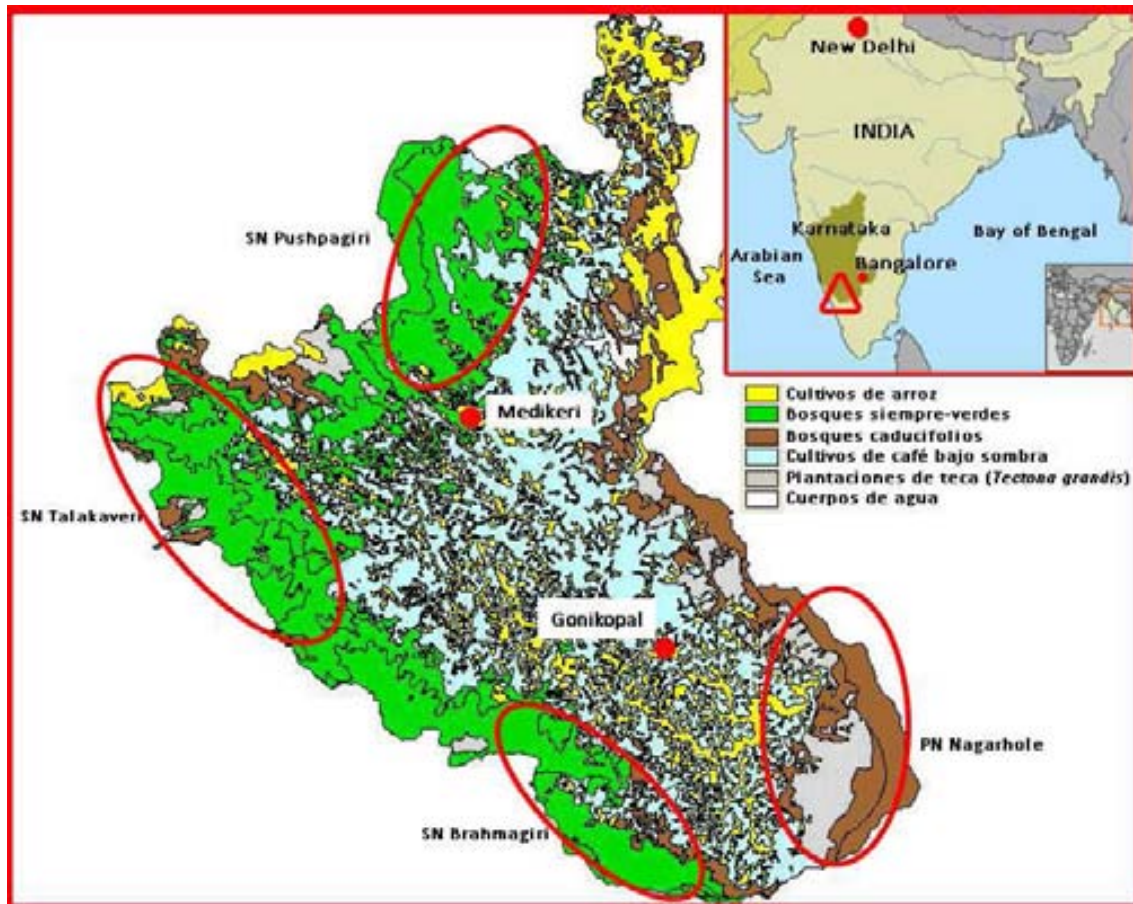 New Delhi
INDIA
Karnataka
Bay of Bengal
Arabian
Sea
Bangalore
SN Pushpagiri
Medikeri
SN Talakaveri
Gonikopal
PN Nagarhole
SN Brahmagiri
Cultivos de arroz
Bosques siempre-verdes
Bosques caducifolios
Cultivos de café bajo sombra
Plantaciones de teca (Tectona grandis)
Cuerpos de agua